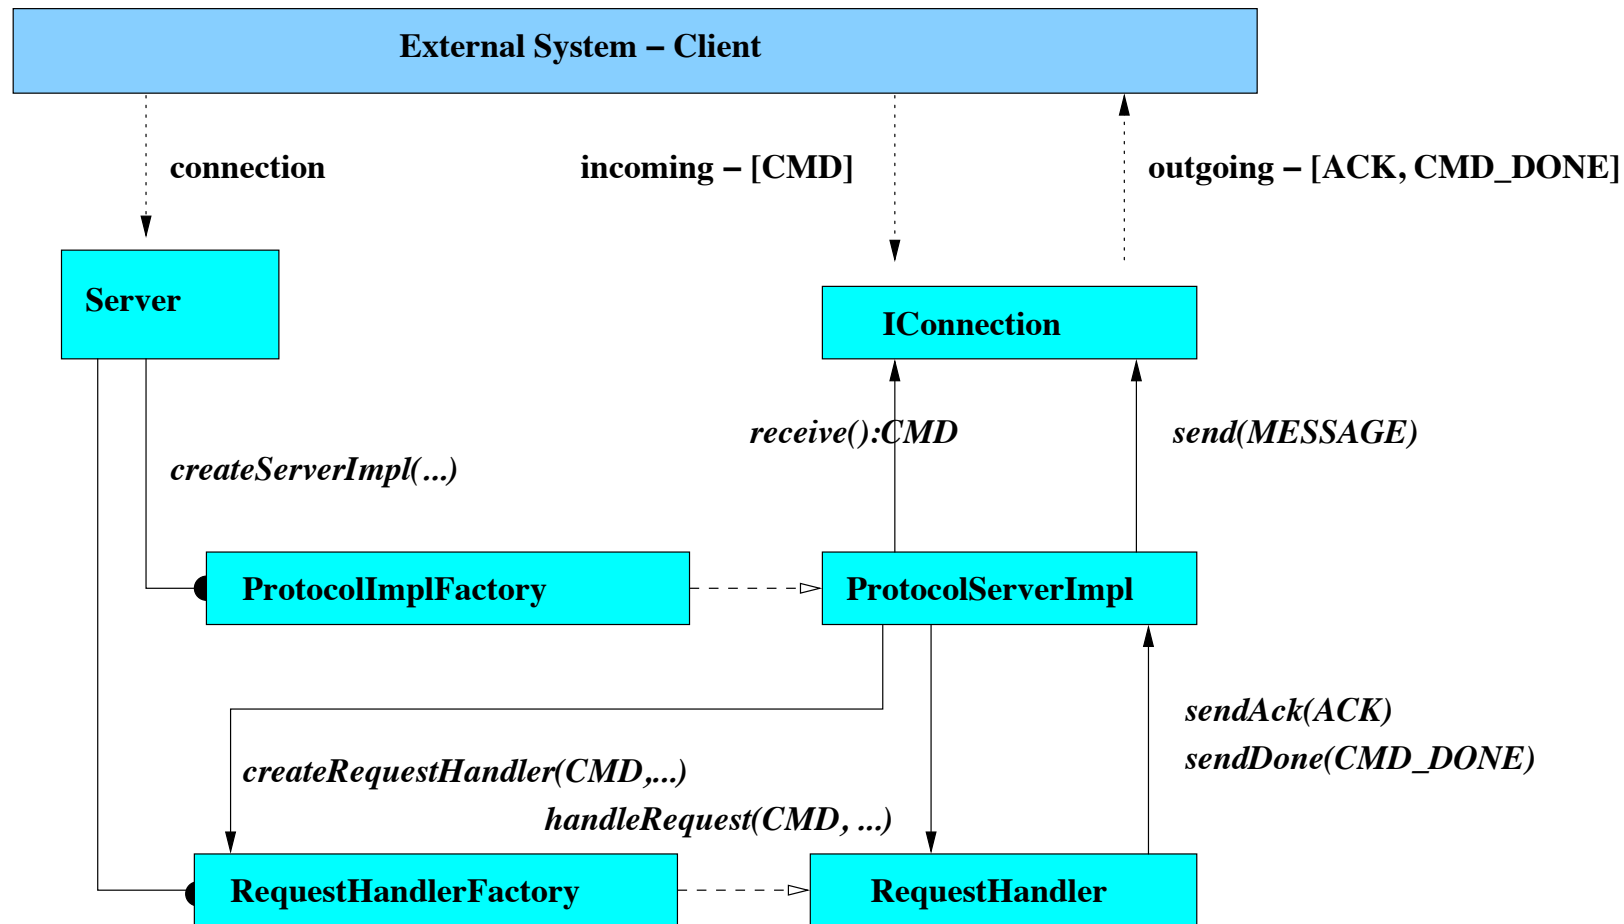 External System – Client
connection
incoming – [CMD]
outgoing – [ACK, CMD_DONE]
Server
IConnection
receive():CMD
send(MESSAGE)
createServerImpl(...)
ProtocolImplFactory
ProtocolServerImpl
sendAck(ACK)
sendDone(CMD_DONE)
createRequestHandler(CMD,...)
handleRequest(CMD, ...)
RequestHandlerFactory
RequestHandler